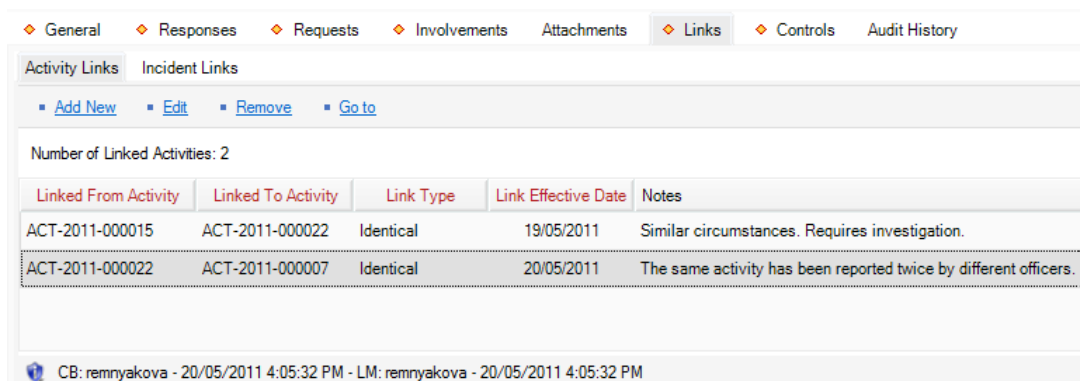 General Responses Requests Involvements Attachments Links Controls Audit History
Activity Links Incident Links
Add New Edit Remove Go to
Number of Linked Activities: 2
Linked From Activity Linked To Activity Link Type Link Effective Date Notes
ACT-2011-000015 ACT-2011-000022 Identical 19/05/2011 Similar circumstances. Requires investigation.
ACT-2011-000022 ACT-2011-000007 Identical 20/05/2011 The same activity has been reported twice by different officers.
CB: remnyakova - 20/05/2011 4:05:32 PM - LM: remnyakova - 20/05/2011 4:05:32 PM